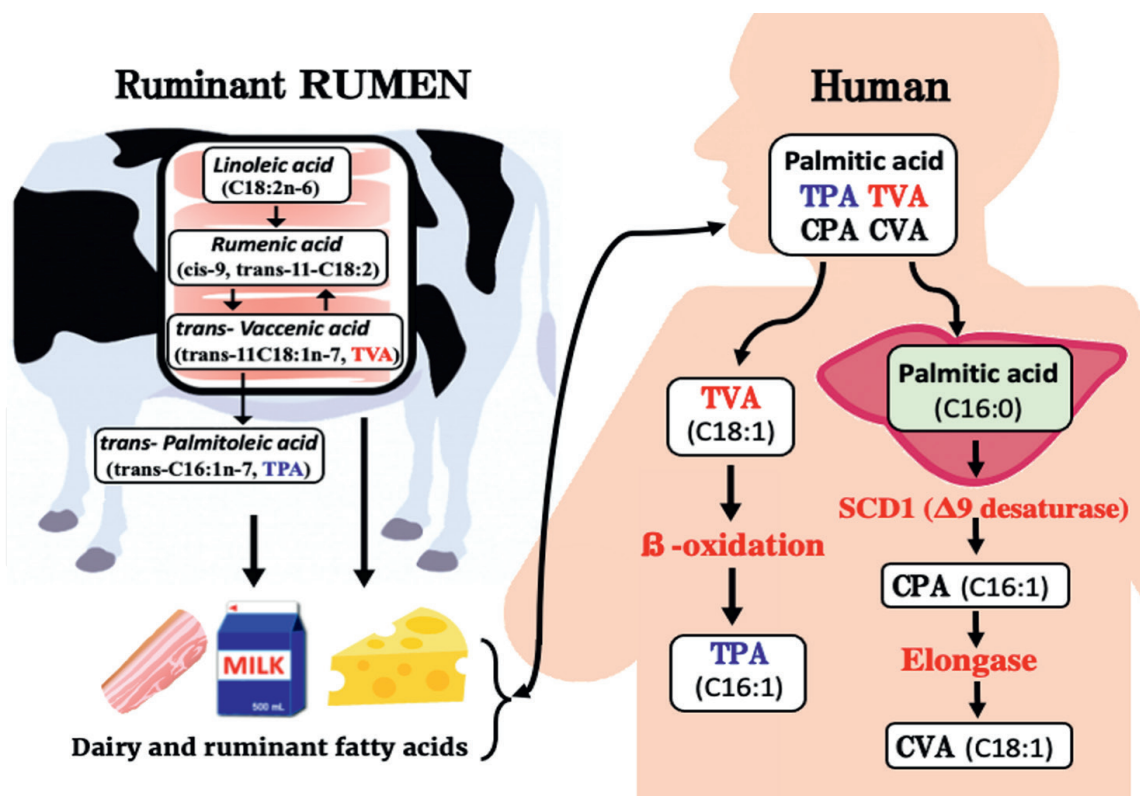 Ruminant RUMEN
Linoleic acid
(C18:2n-6)
Rumenic acid
(cis-9, trans-11-C18:2)
trans- Vaccenic acid
(trans-11C18:1n-7, TVA)
trans- Palmitoleic acid
(trans-C16:1n-7, TPA)
MILK
500 mL
Dairy and ruminant fatty acids
Human
Palmitic acid
TPA TVA
CPA CVA
TVA
(C18:1)
ß -oxidation
TPA
(C16:1)
Palmitic acid
(C16:0)
SCD1 (Δ9 desaturase)
CPA (C16:1)
Elongase
CVA (C18:1)